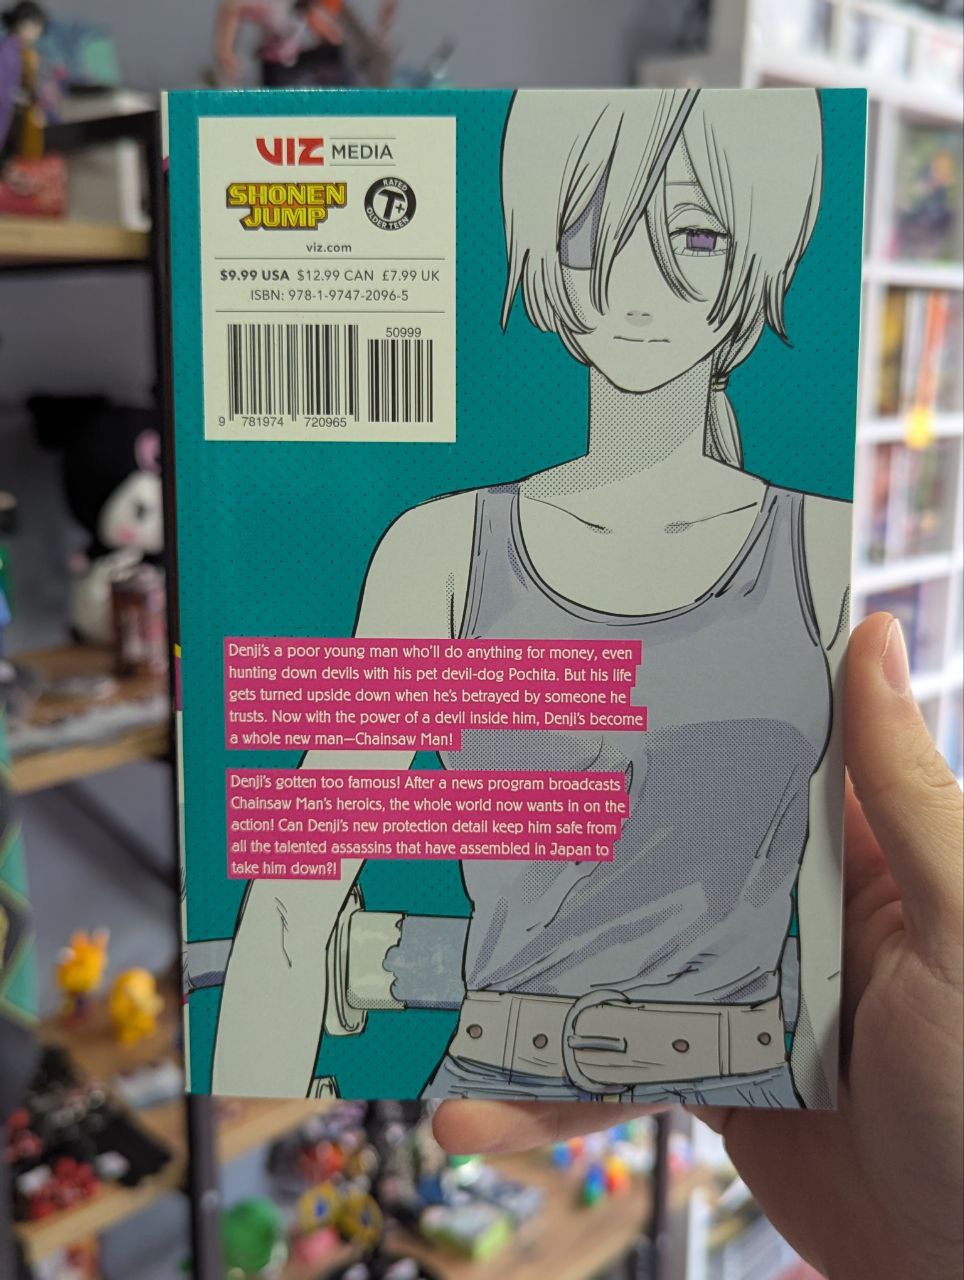 VIZ MEDIA
SHONEN
JUMP
RATED
T+
OLDER TEEN
viz.com
$9.99 USA $12.99 CAN £7.99 UK
ISBN: 978-1-9747-2096-5
50999
9 781974 720965
Denji's a poor young man who'll do anything for money, even
hunting down devils with his pet devil-dog Pochita. But his life
gets turned upside down when he's betrayed by someone he
trusts. Now with the power of a devil inside him, Denji's become
a whole new man—Chainsaw Man!
Denji's gotten too famous! After a news program broadcasts
Chainsaw Man's heroics, the whole world now wants in on the
action! Can Denji's new protection detail keep him safe from
all the talented assassins that have assembled in Japan to
take him down?!